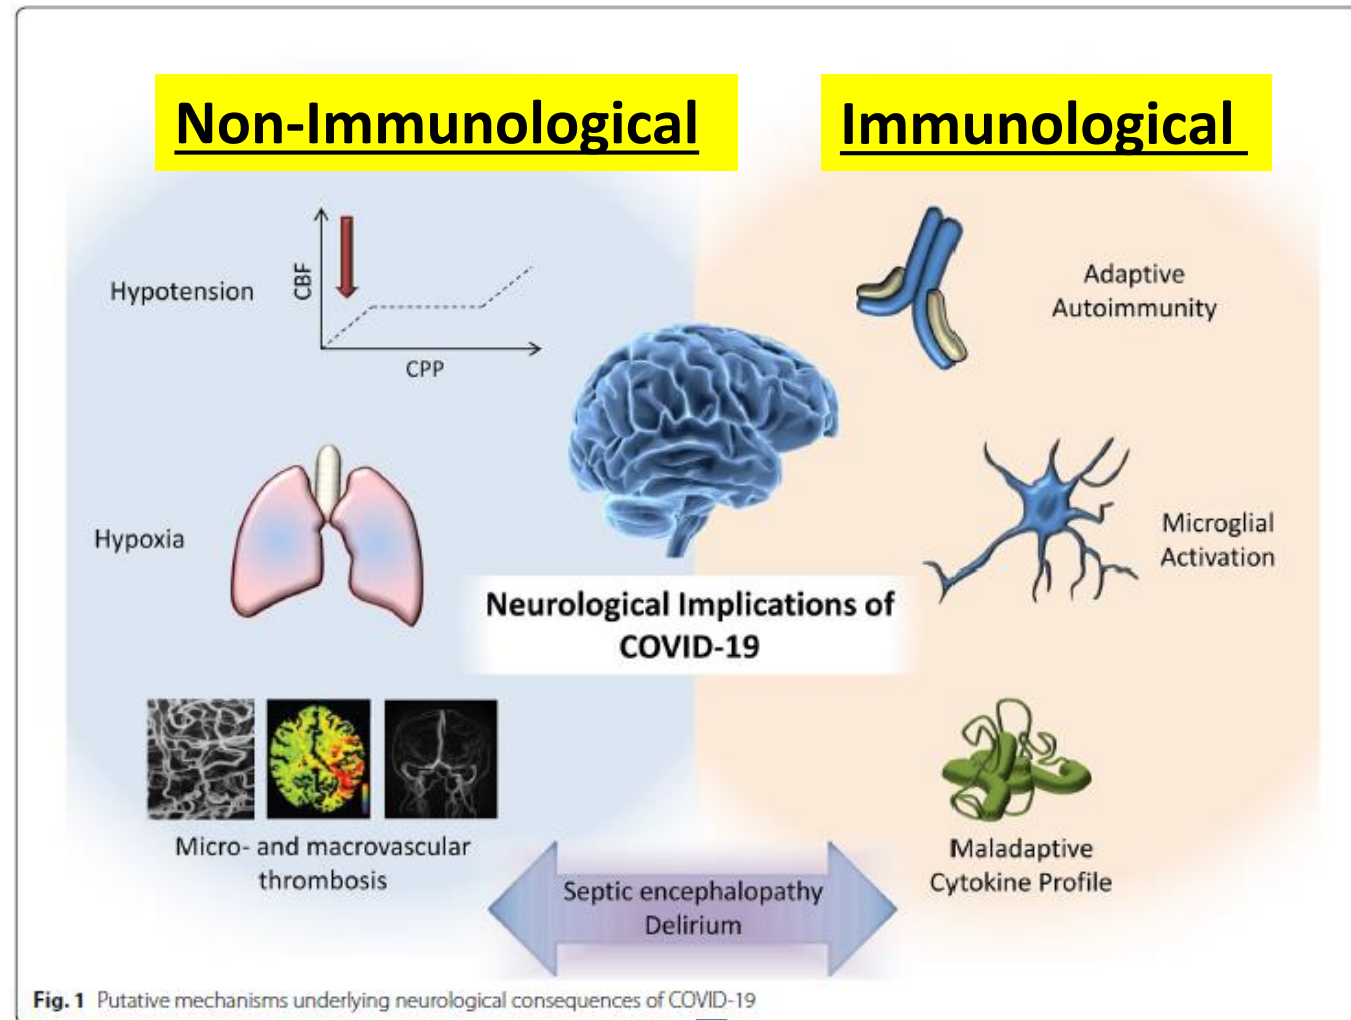 Non-Immunological
Immunological
Hypotension
CBF
CPP
Adaptive
Autoimmunity
Hypoxia
Microglial
Activation
Neurological Implications of
COVID-19
Micro- and macrovascular
thrombosis
Maladaptive
Cytokine Profile
Septic encephalopathy
Delirium
Fig. 1 Putative mechanisms underlying neurological consequences of COVID-19